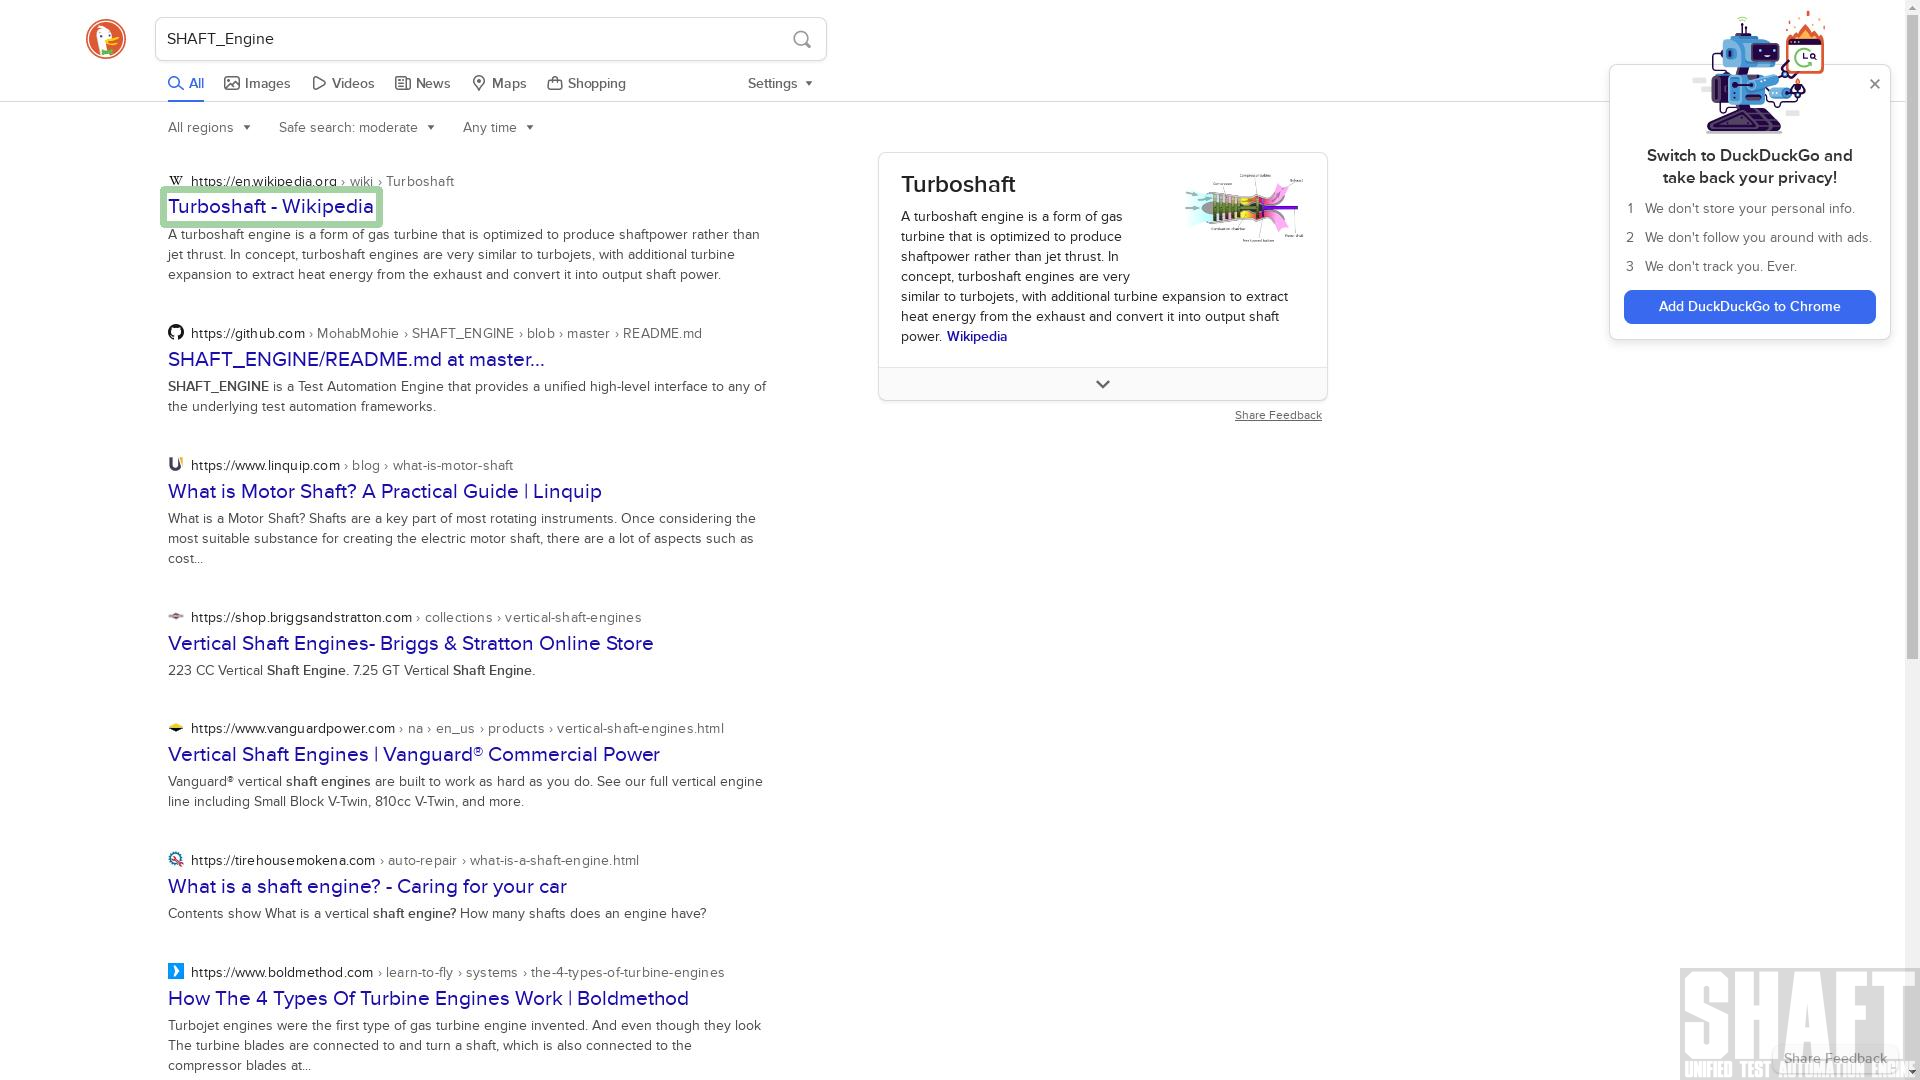 SHAFT_Engine
All Images Videos News Maps Shopping Settings
All regions Safe search: moderate Any time
https://en.wikipedia.org › wiki › Turboshaft
Turboshaft - Wikipedia
A turboshaft engine is a form of gas turbine that is optimized to produce shaftpower rather than
jet thrust. In concept, turboshaft engines are very similar to turbojets, with additional turbine
expansion to extract heat energy from the exhaust and convert it into output shaft power.
https://github.com › MohabMohie › SHAFT_ENGINE › blob › master › README.md
SHAFT_ENGINE/README.md at master...
SHAFT_ENGINE is a Test Automation Engine that provides a unified high-level interface to any of
the underlying test automation frameworks.
https://www.linquip.com › blog › what-is-motor-shaft
What is Motor Shaft? A Practical Guide | Linquip
What is a Motor Shaft? Shafts are a key part of most rotating instruments. Once considering the
most suitable substance for creating the electric motor shaft, there are a lot of aspects such as
cost...
https://shop.briggsandstratton.com › collections › vertical-shaft-engines
Vertical Shaft Engines- Briggs & Stratton Online Store
223 CC Vertical Shaft Engine. 7.25 GT Vertical Shaft Engine.
https://www.vanguardpower.com › na › en_us › products › vertical-shaft-engines.html
Vertical Shaft Engines | Vanguard® Commercial Power
Vanguard® vertical shaft engines are built to work as hard as you do. See our full vertical engine
line including Small Block V-Twin, 810cc V-Twin, and more.
https://tirehousemokena.com › auto-repair › what-is-a-shaft-engine.html
What is a shaft engine? - Caring for your car
Contents show What is a vertical shaft engine? How many shafts does an engine have?
https://www.boldmethod.com › learn-to-fly › systems › the-4-types-of-turbine-engines
How The 4 Types Of Turbine Engines Work | Boldmethod
Turbojet engines were the first type of gas turbine engine invented. And even though they look
The turbine blades are connected to and turn a shaft, which is also connected to the
compressor blades at...
Turboshaft
A turboshaft engine is a form of gas
turbine that is optimized to produce
shaftpower rather than jet thrust. In
concept, turboshaft engines are very
similar to turbojets, with additional turbine expansion to extract
heat energy from the exhaust and convert it into output shaft
power. Wikipedia
Share Feedback
Switch to DuckDuckGo and
take back your privacy!
1 We don't store your personal info.
2 We don't follow you around with ads.
3 We don't track you. Ever.
Add DuckDuckGo to Chrome
SHAFT
Share Feedback
UNIFIED TEST AUTOMATION ENGINE